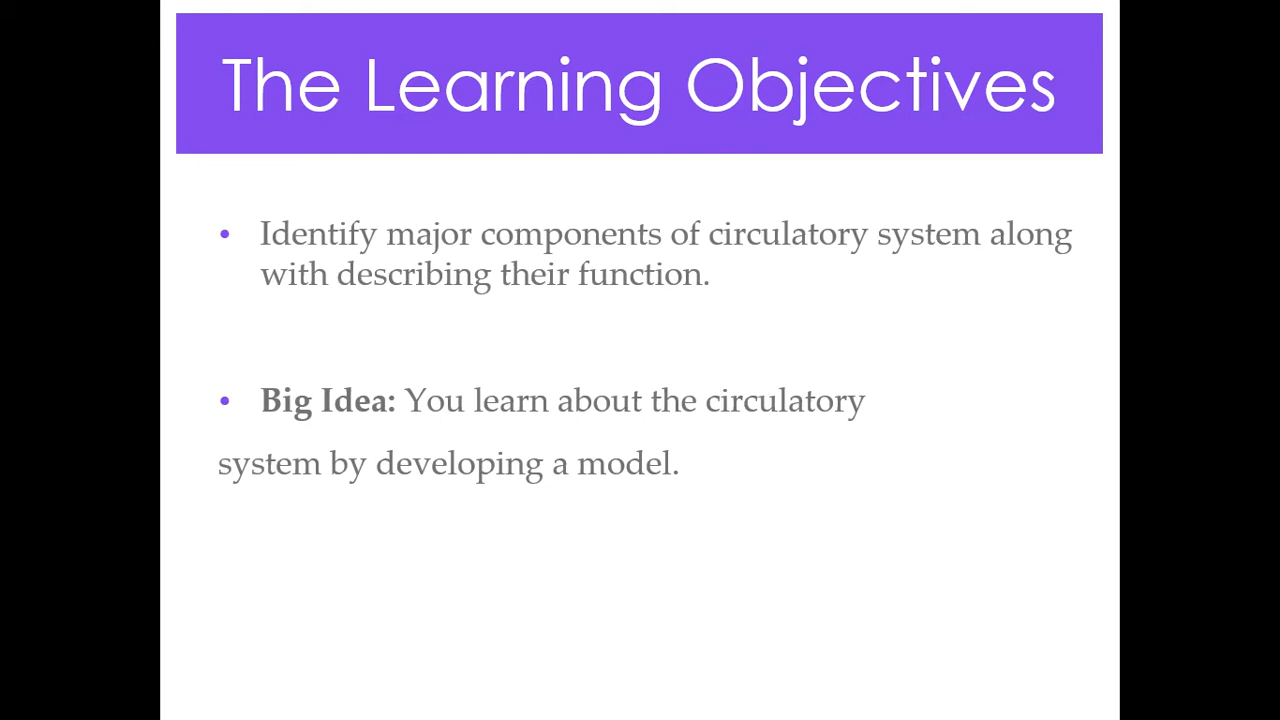 The Learning Objectives
• Identify major components of circulatory system along
with describing their function.
• Big Idea: You learn about the circulatory
system by developing a model.